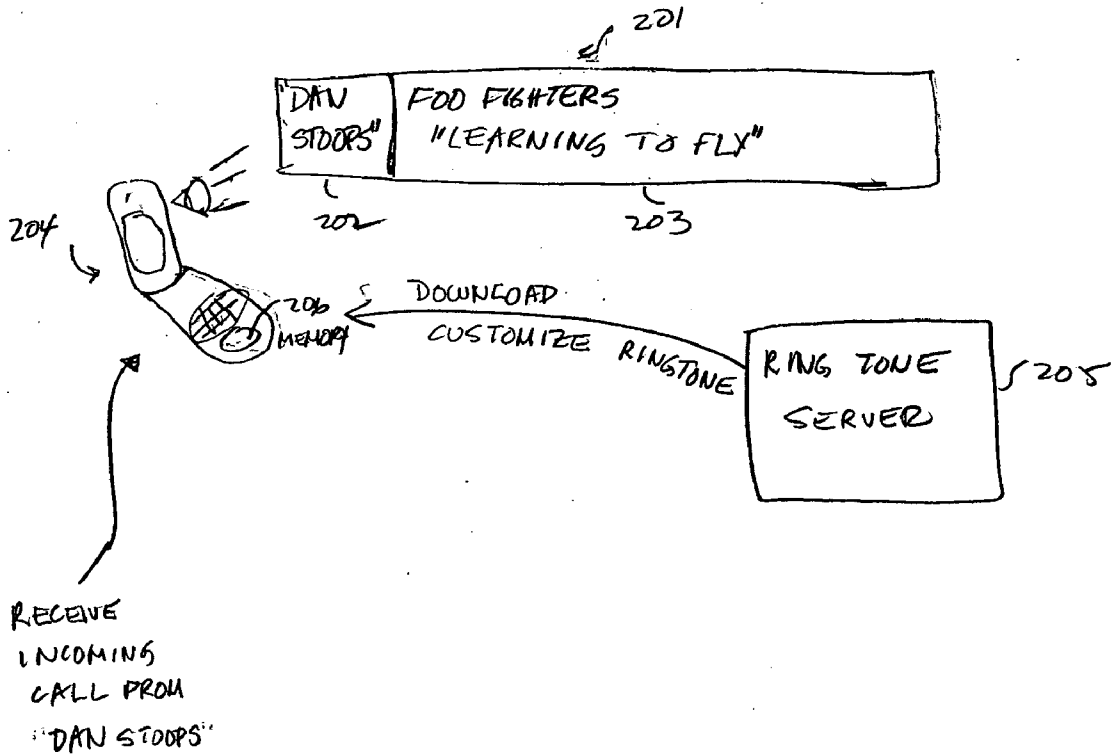 201
"DAN
STOOPS"
FOO FIGHTERS
"LEARNING TO FLY"
202
203
204
206
MEMORY
DOWNLOAD
CUSTOMIZE RINGTONE
RING TONE
SERVER
205
RECEIVE
INCOMING
CALL FROM
"DAN STOOPS"